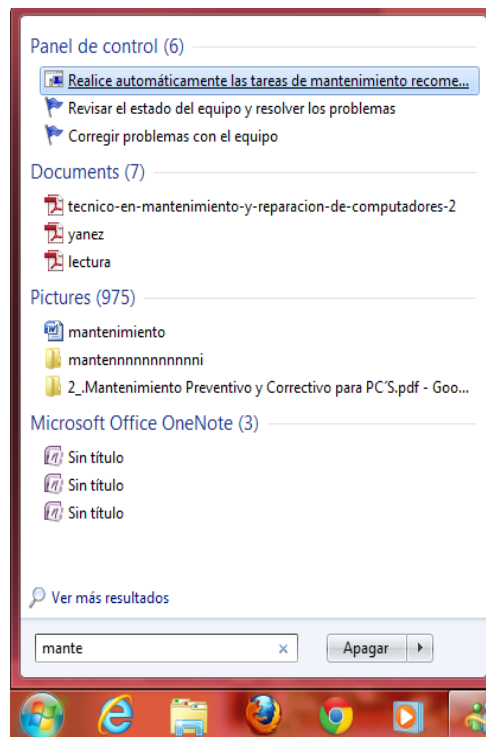 Panel de control (6)
Realice automáticamente las tareas de mantenimiento recome...
Revisar el estado del equipo y resolver los problemas
Corregir problemas con el equipo
Documents (7)
tecnico-en-mantenimiento-y-reparacion-de-computadores-2
yanez
lectura
Pictures (975)
mantenimiento
mantennnnnnnnnnni
2_.Mantenimiento Preventivo y Correctivo para PC´S.pdf - Goo...
Microsoft Office OneNote (3)
Sin título
Sin título
Sin título
Ver más resultados
mante
Apagar